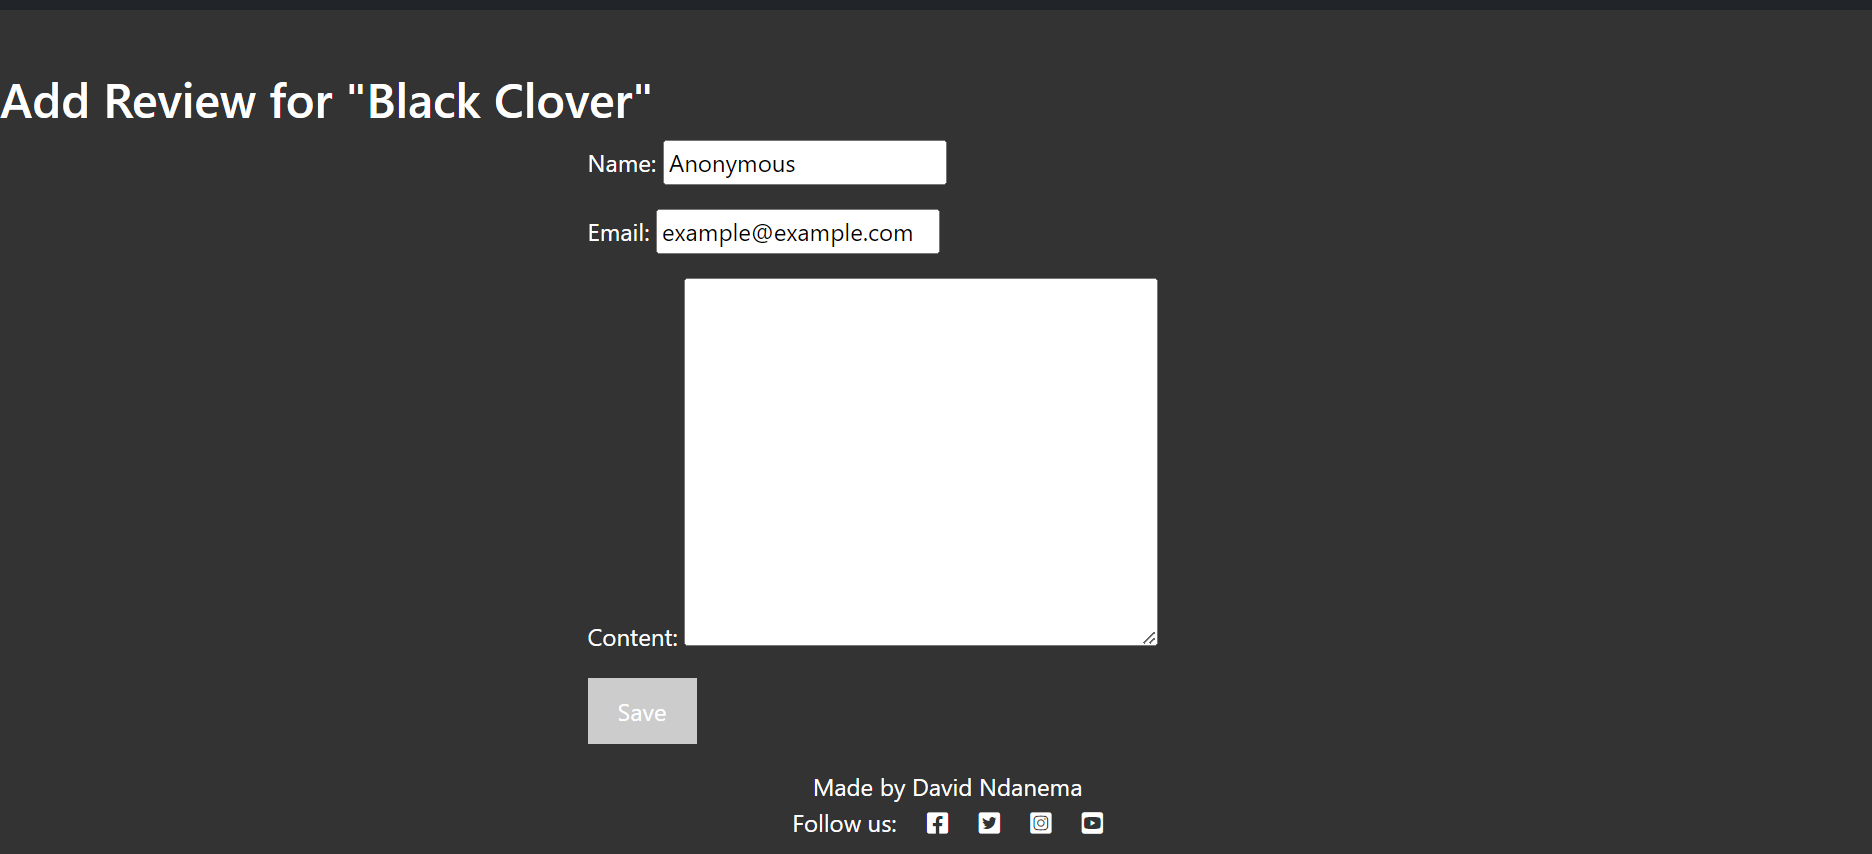 Add Review for "Black Clover"
Name: Anonymous
Email: example@example.com
Content:
Save
Made by David Ndanema
Follow us: